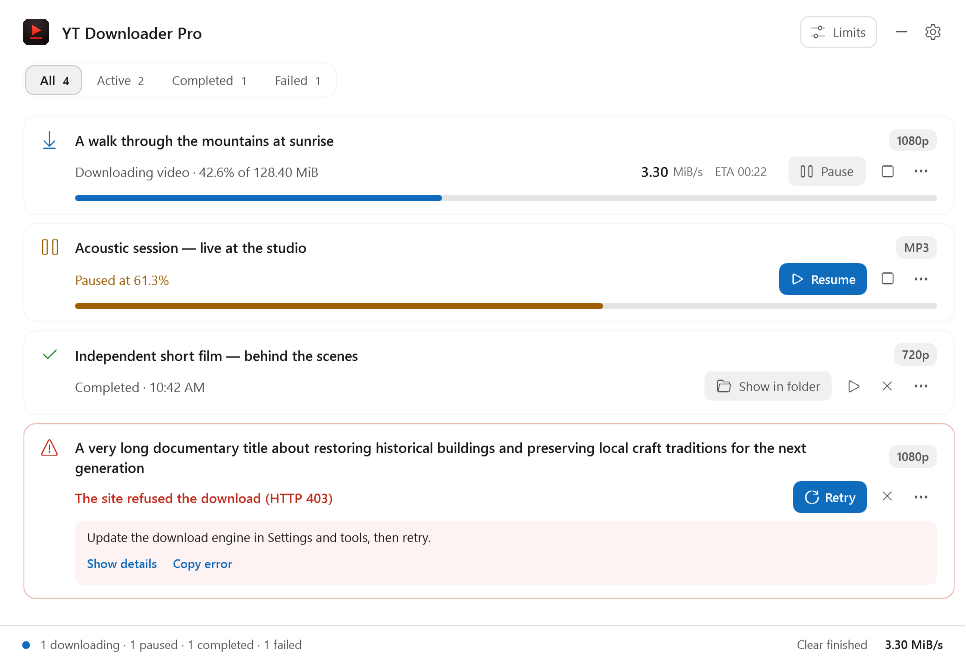 YT Downloader Pro
Limits
All 4 Active 2 Completed 1 Failed 1
A walk through the mountains at sunrise
1080p
Downloading video · 42.6% of 128.40 MiB
3.30 MiB/s ETA 00:22 Pause
Acoustic session — live at the studio
MP3
Paused at 61.3%
Resume
Independent short film — behind the scenes
720p
Completed · 10:42 AM
Show in folder
A very long documentary title about restoring historical buildings and preserving local craft traditions for the next
generation
1080p
The site refused the download (HTTP 403)
Retry
Update the download engine in Settings and tools, then retry.
Show details Copy error
1 downloading · 1 paused · 1 completed · 1 failed
Clear finished 3.30 MiB/s